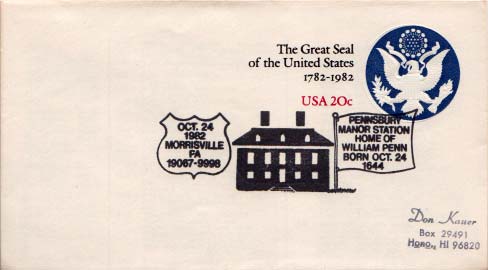 The Great Seal
of the United States
1782-1982
USA 20c
OCT. 24
1982
MORRISVILLE
PA
19067-9998
PENNSBURY
MANOR STATION
HOME OF
WILLIAM PENN
BORN OCT. 24
1644
Don Kauer
Box 29491
Hono., HI 96820